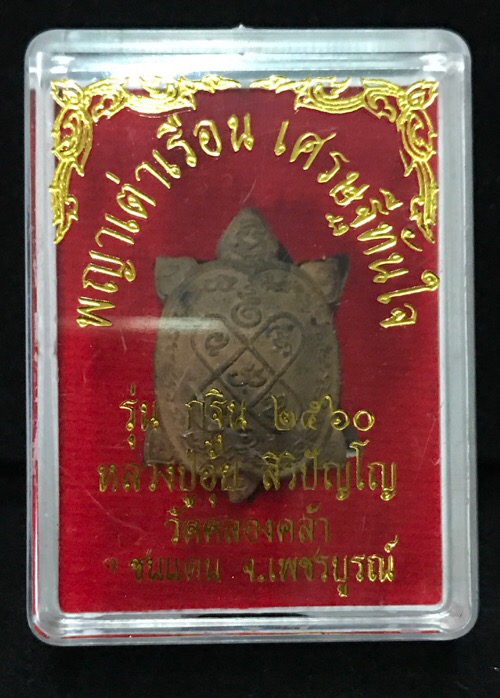 พญาเต่าเรือน เศรษฐีทันใจ
รุ่น กฐิน ๒๕๖๐
หลวงปู่อุ้ย สิริปัญโญ
วัดคลองคล้า
ชนแดน จ.เพชรบูรณ์